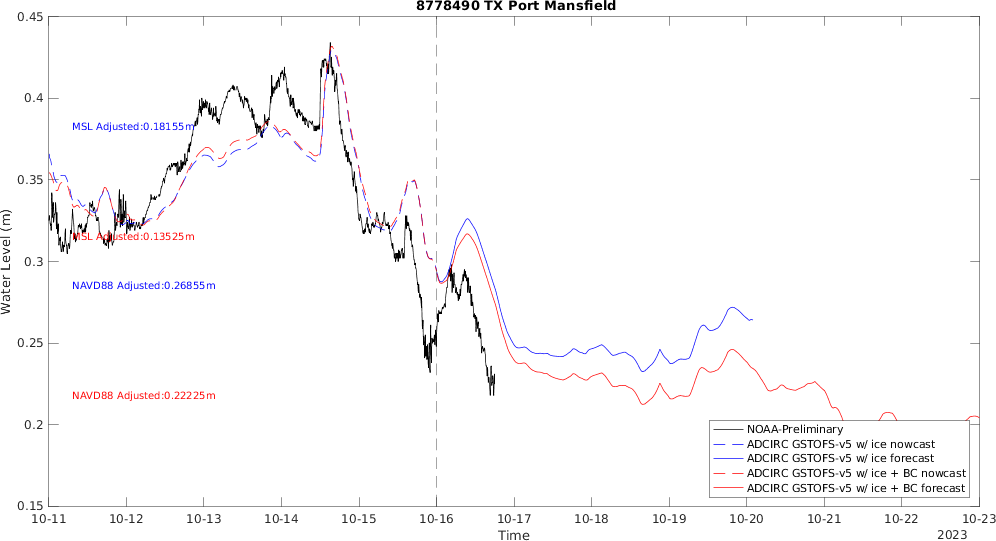 8778490 TX Port Mansfield
0.45
0.4
0.35
0.3
0.25
0.2
0.15
Water Level (m)
MSL Adjusted:0.18155m
MSL Adjusted:0.13525m
NAVD88 Adjusted:0.26855m
NAVD88 Adjusted:0.22225m
NOAA-Preliminary
ADCIRC GSTOFS-v5 w/ ice nowcast
ADCIRC GSTOFS-v5 w/ ice forecast
ADCIRC GSTOFS-v5 w/ ice + BC nowcast
ADCIRC GSTOFS-v5 w/ ice + BC forecast
10-11 10-12 10-13 10-14 10-15 10-16 10-17 10-18 10-19 10-20 10-21 10-22 10-23
Time
2023